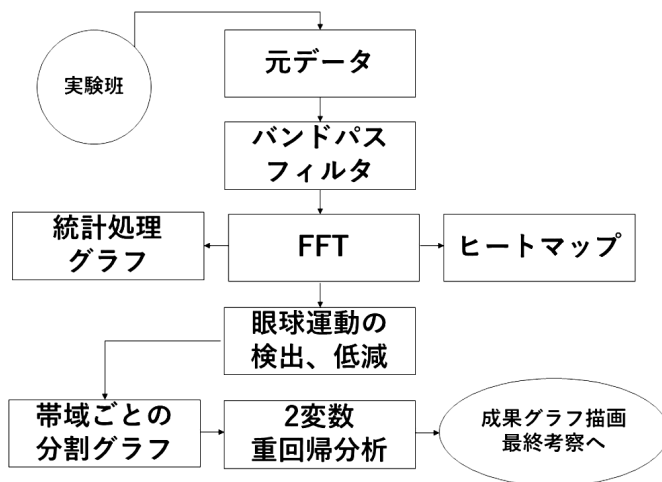 実験班
元データ
バンドパス
フィルタ
統計処理
グラフ
FFT
ヒートマップ
眼球運動の
検出、低減
帯域ごとの
分割グラフ
2変数
重回帰分析
成果グラフ描画
最終考察へ